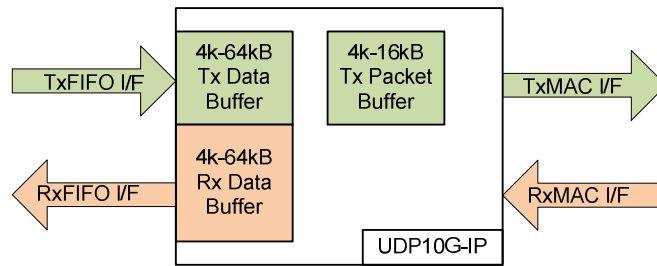 TxFIFO I/F
4k-64kB
Tx Data
Buffer
4k-16kB
Tx Packet
Buffer
TxMAC I/F
RxFIFO I/F
4k-64kB
Rx Data
Buffer
RxMAC I/F
UDP10G-IP